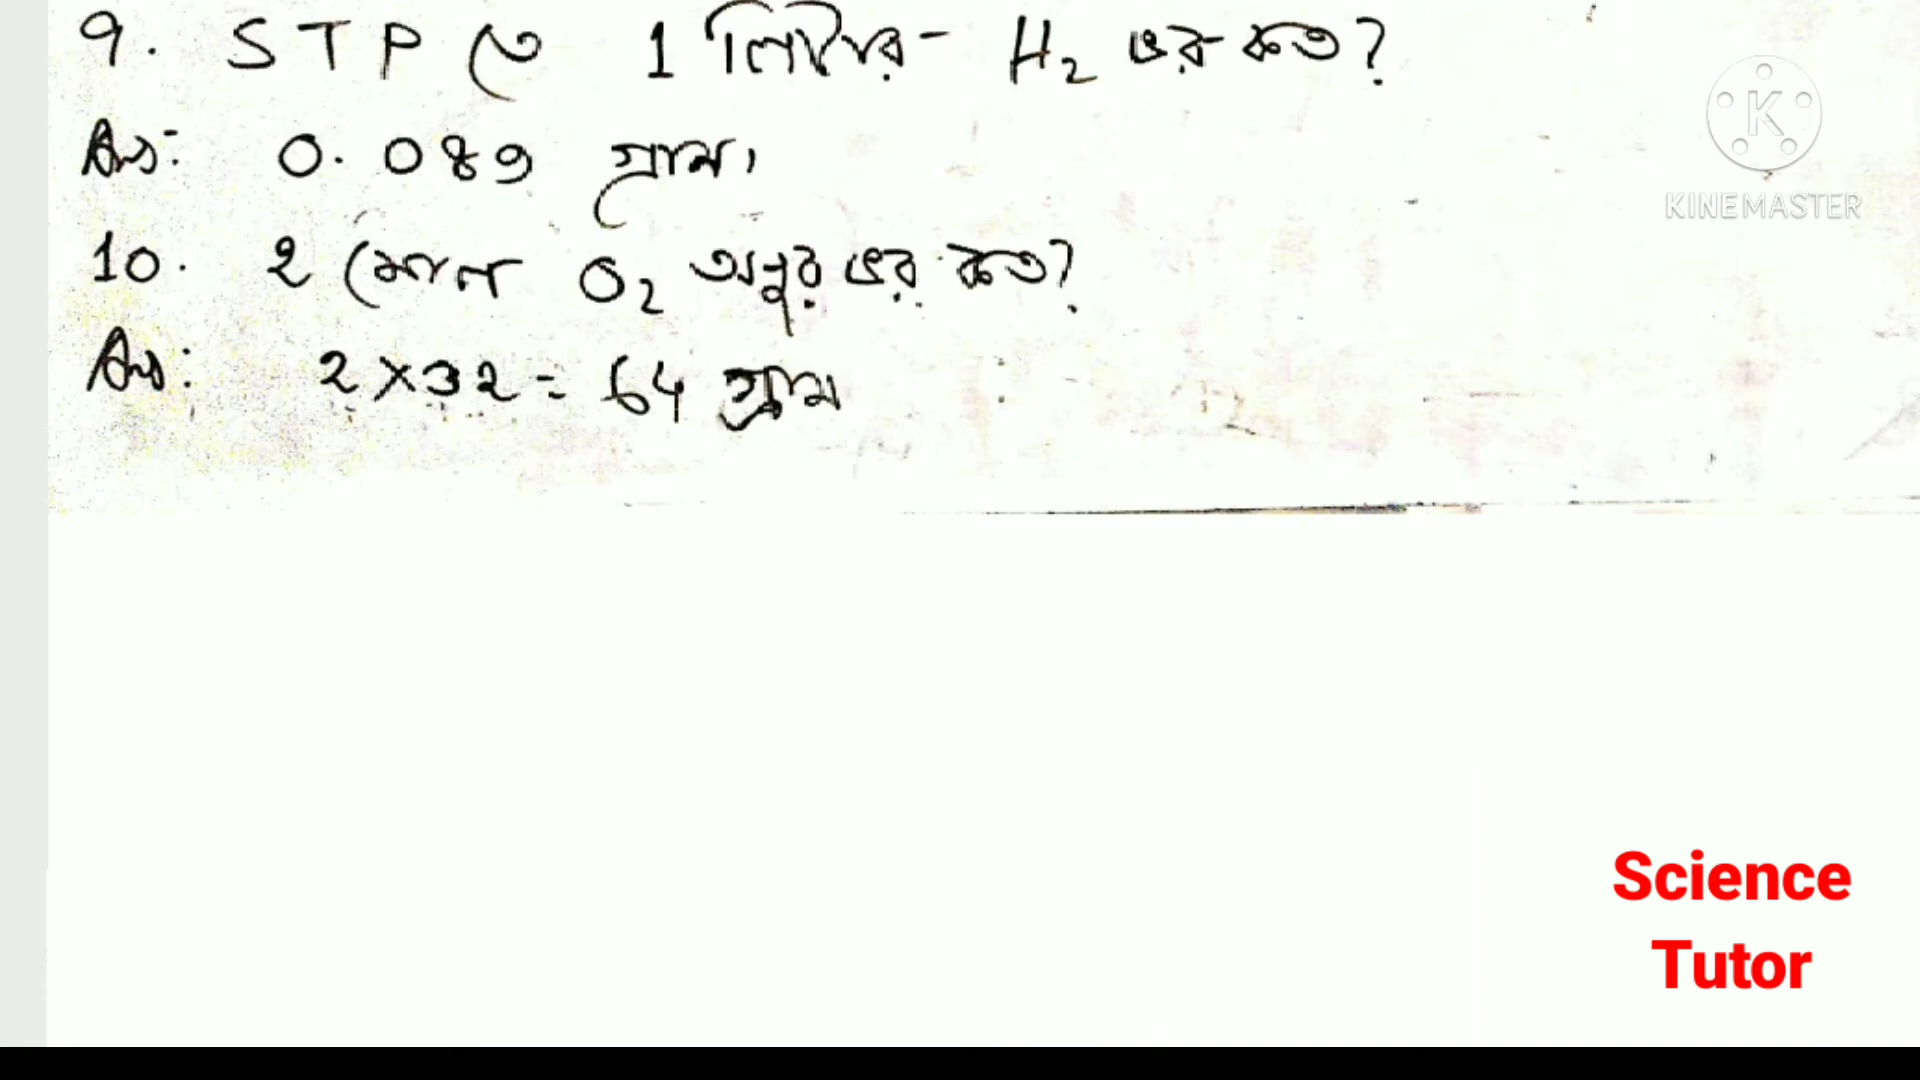 9. STP তে 1 লিটার H₂ ভর কত?
Ans: 0.089 গ্রাম।
10. 2 মোল O₂ অনুর ভর কত?
Ans: 2×32 = 64 গ্রাম
K
KINEMASTER
Science
Tutor